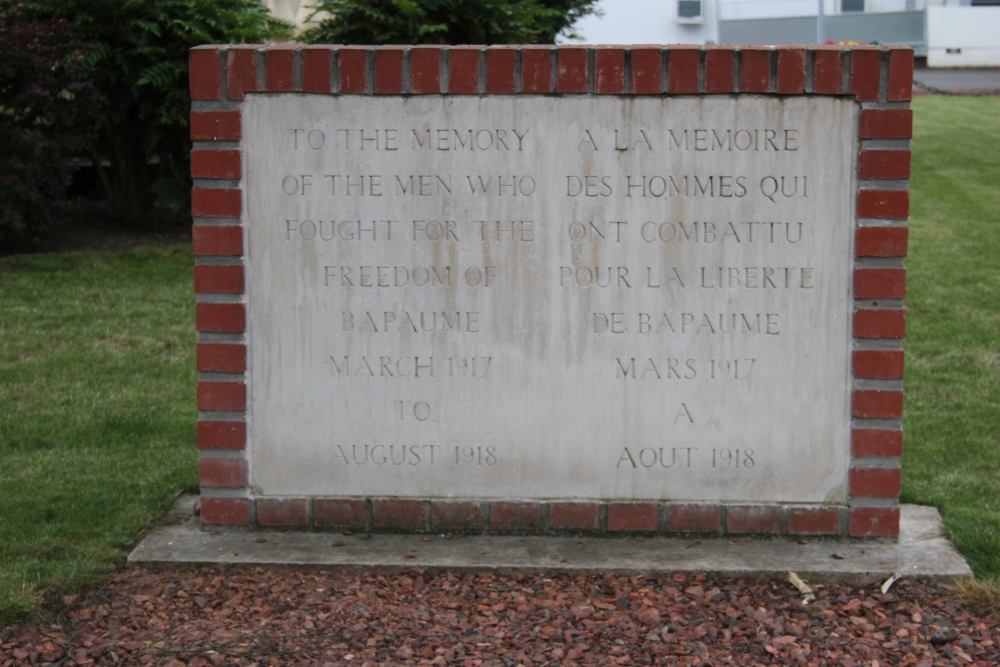 TO THE MEMORY
OF THE MEN WHO
FOUGHT FOR THE
FREEDOM OF
BAPAUME
MARCH 1917
TO
AUGUST 1918
A LA MEMOIRE
DES HOMMES QUI
ONT COMBATTU
POUR LA LIBERTE
DE BAPAUME
MARS 1917
A
AOUT 1918